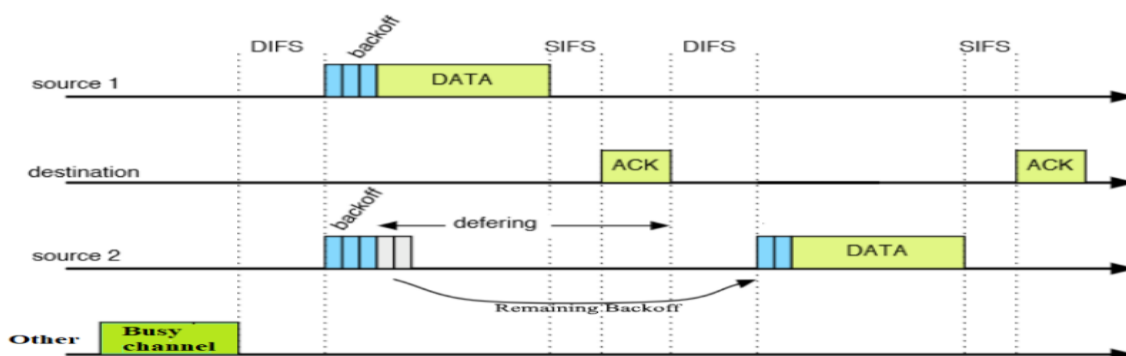 backoff
DIFS SIFS DIFS SIFS
source 1 DATA
destination ACK ACK
backoff
defering
source 2 DATA
Remaining Backoff
Other Busy
channel